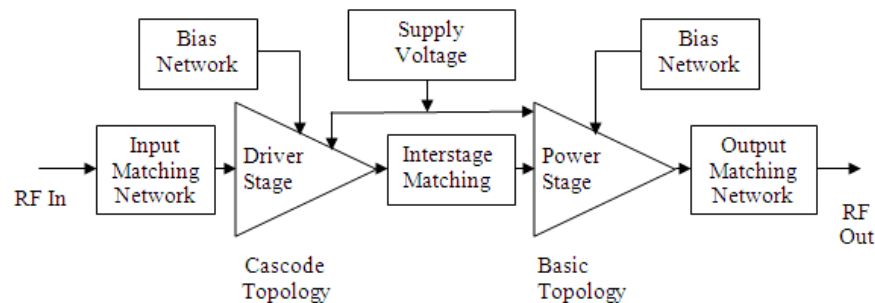 Bias
Network
Supply
Voltage
Bias
Network
RF In
Input
Matching
Network
Driver
Stage
Interstage
Matching
Power
Stage
Output
Matching
Network
RF
Out
Cascode
Topology
Basic
Topology